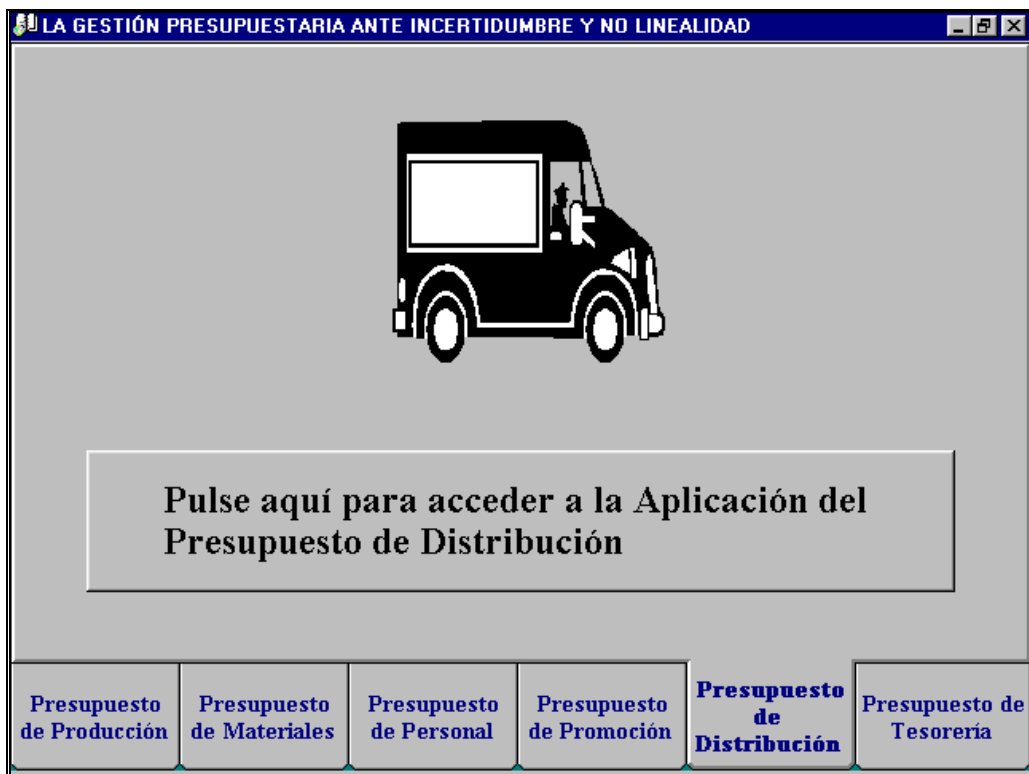 LA GESTIÓN PRESUPUESTARIA ANTE INCERTIDUMBRE Y NO LINEALIDAD
Pulse aquí para acceder a la Aplicación del
Presupuesto de Distribución
Presupuesto
de Producción
Presupuesto
de Materiales
Presupuesto
de Personal
Presupuesto
de Promoción
Presupuesto
de
Distribución
Presupuesto de
Tesorería